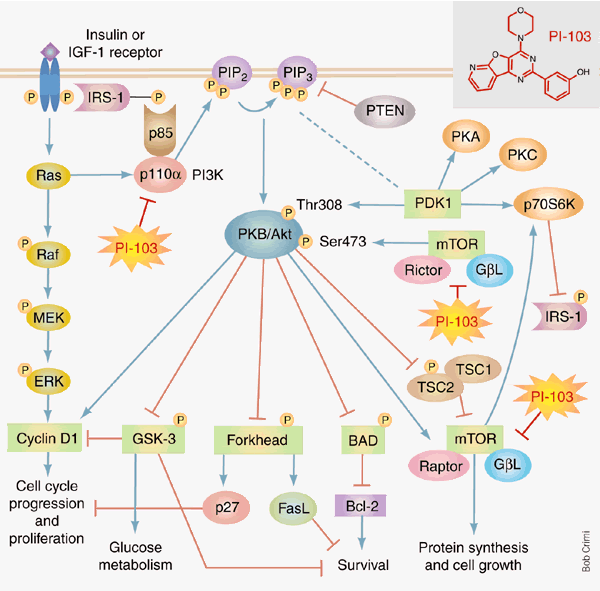 Insulin or
IGF-1 receptor
PI-103
N
O
N
N
N
O
OH
PIP2
PIP3
P
P
P
P
P
P
P
IRS-1
P
P
PTEN
p85
PKA
PKC
Ras
p110α
PI3K
Thr308
PDK1
p70S6K
P
PKB/Akt
P
Ser473
mTOR
PI-103
P
Raf
Rictor
GβL
P
PI-103
IRS-1
P
MEK
P
TSC1
TSC2
P
ERK
PI-103
P
P
P
Cyclin D1
GSK-3
Forkhead
BAD
mTOR
Raptor
GβL
Cell cycle
progression
and
proliferation
p27
FasL
Bcl-2
Glucose
metabolism
Survival
Protein synthesis
and cell growth
Bob Crimi